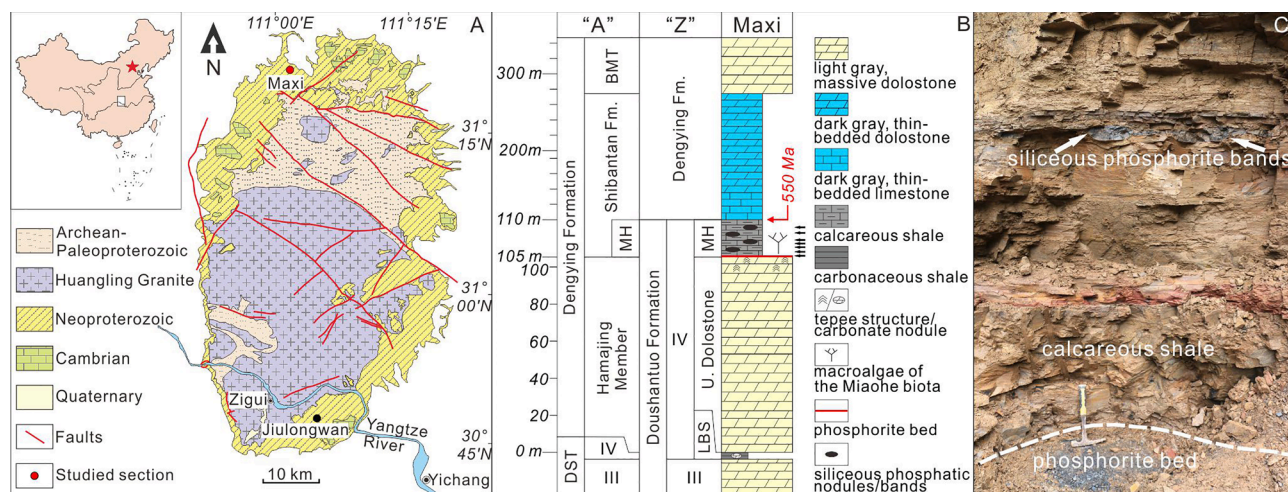 111°00'E
111°15'E
A
N
Maxi
31°
15'N
31°
00'N
30°
45'N
Zigui
Jiulongwan
Yangtze
River
Yichang
10 km
Archean-
Paleoproterozoic
Huangling Granite
Neoproterozoic
Cambrian
Quaternary
Faults
Studied section
"A"
"Z"
Maxi
B
300 m
200 m
110 m
105 m
100
80
60
40
20
0 m
Dengying Formation
DST
BMT
Shibantan Fm.
MH
Hamajing
Member
IV
III
Dengying Fm.
Doushantuo Formation
MH
IV
U. Dolostone
LBS
III
550 Ma
light gray,
massive dolostone
dark gray, thin-
bedded dolostone
dark gray, thin-
bedded limestone
calcareous shale
carbonaceous shale
tepee structure/
carbonate nodule
macroalgae of
the Miaohe biota
phosphorite bed
siliceous phosphatic
nodules/bands
C
siliceous phosphorite bands
calcareous shale
phosphorite bed